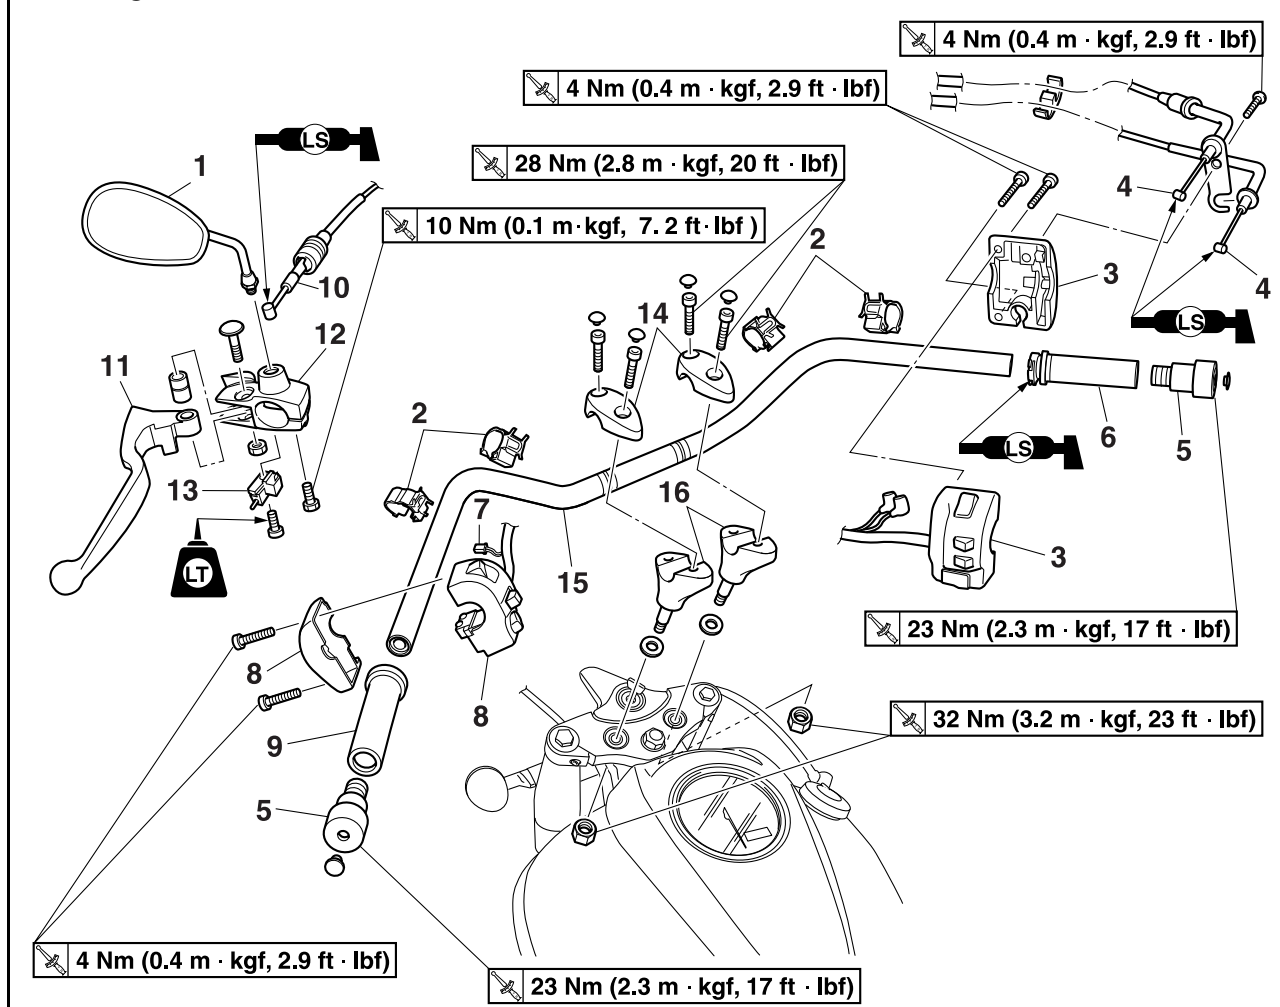 4 Nm (0.4 m · kgf, 2.9 ft · lbf)
4 Nm (0.4 m · kgf, 2.9 ft · lbf)
LS
28 Nm (2.8 m · kgf, 20 ft · lbf)
1
4
10 Nm (0.1 m·kgf, 7. 2 ft·lbf )
2
3
10
4
14
LS
12
11
6
5
2
LS
13
16
7
3
15
LT
23 Nm (2.3 m · kgf, 17 ft · lbf)
8
8
32 Nm (3.2 m · kgf, 23 ft · lbf)
9
5
4 Nm (0.4 m · kgf, 2.9 ft · lbf)
23 Nm (2.3 m · kgf, 17 ft · lbf)